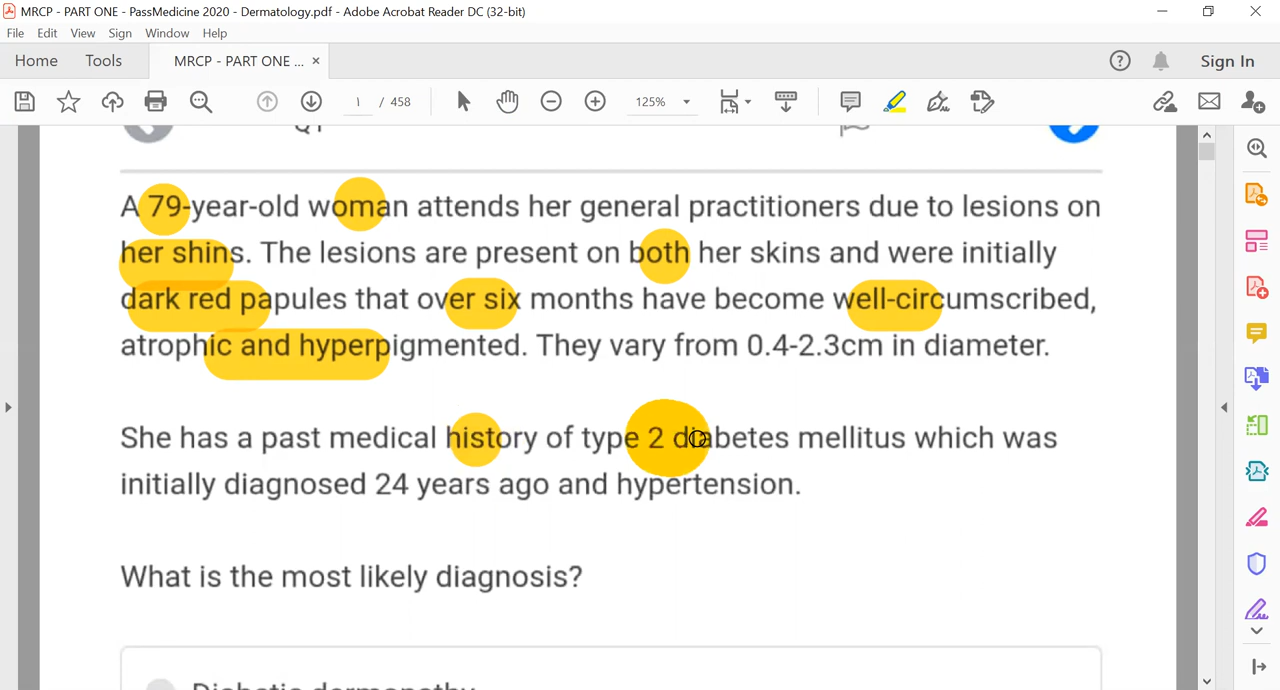 MRCP - PART ONE - PassMedicine 2020 - Dermatology.pdf - Adobe Acrobat Reader DC (32-bit)
File Edit View Sign Window Help
Home Tools MRCP - PART ONE ... × Sign In
1 / 458 125%
A 79-year-old woman attends her general practitioners due to lesions on
her shins. The lesions are present on both her skins and were initially
dark red papules that over six months have become well-circumscribed,
atrophic and hyperpigmented. They vary from 0.4-2.3cm in diameter.
She has a past medical history of type 2 diabetes mellitus which was
initially diagnosed 24 years ago and hypertension.
What is the most likely diagnosis?
Diabetic dermopathy